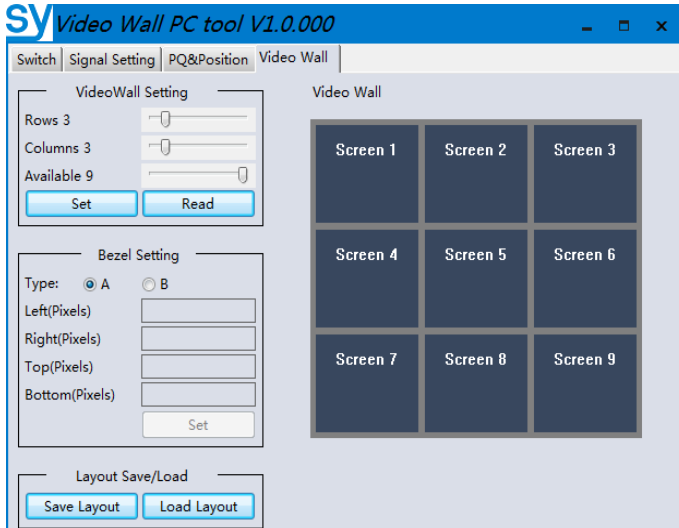 sy Video Wall PC tool V1.0.000
Switch Signal Setting PQ&Position Video Wall
VideoWall Setting
Rows 3
Columns 3
Available 9
Set Read
Bezel Setting
Type: A B
Left(Pixels)
Right(Pixels)
Top(Pixels)
Bottom(Pixels)
Set
Layout Save/Load
Save Layout Load Layout
Video Wall
Screen 1 Screen 2 Screen 3
Screen 4 Screen 5 Screen 6
Screen 7 Screen 8 Screen 9